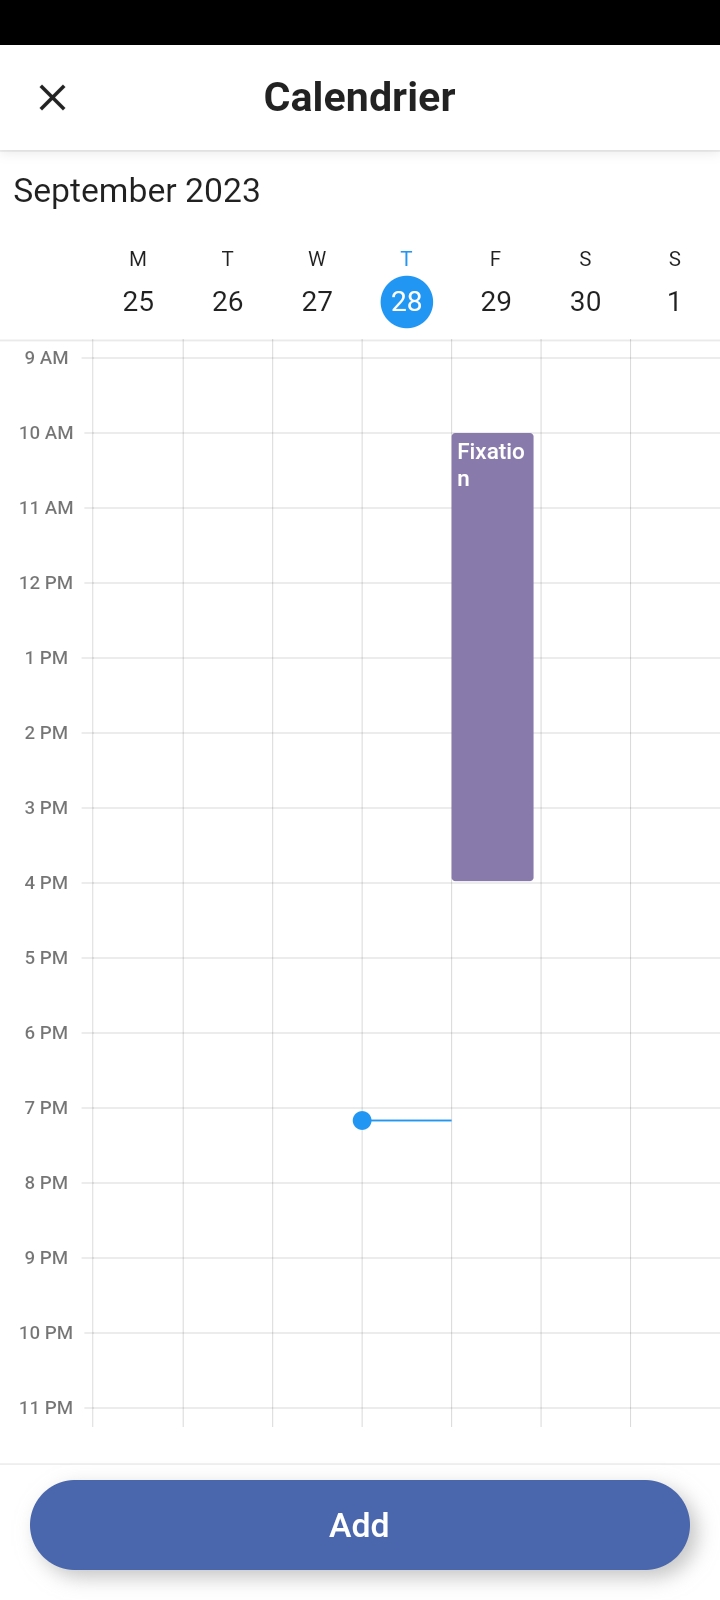 Calendrier
September 2023
M T W T F S S
25 26 27 28 29 30 1
9 AM
10 AM
Fixatio
n
11 AM
12 PM
1 PM
2 PM
3 PM
4 PM
5 PM
6 PM
7 PM
8 PM
9 PM
10 PM
11 PM
Add